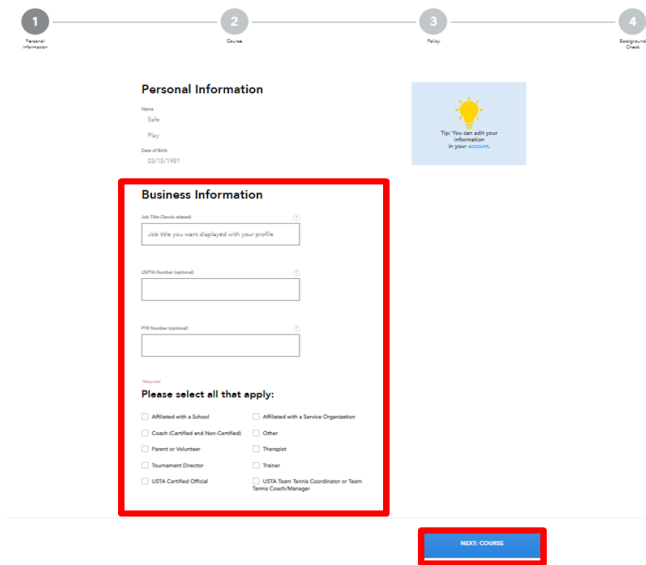 1
2
3
4
Personal
Information
Course
Policy
Background
Check
Personal Information
Name
Safe
Play
Date of Birth
03/15/1981
Tip: You can edit your
information
in your account.
Business Information
Job Title (Tennis related)
?
Job title you want displayed with your profile
USPTA Number (optional)
?
PTR Number (optional)
?
*Required
Please select all that apply:
Affiliated with a School
Affiliated with a Service Organization
Coach (Certified and Non-Certified)
Other
Parent or Volunteer
Therapist
Tournament Director
Trainer
USTA Certified Official
USTA Team Tennis Coordinator or Team
Tennis Coach/Manager
NEXT: COURSE